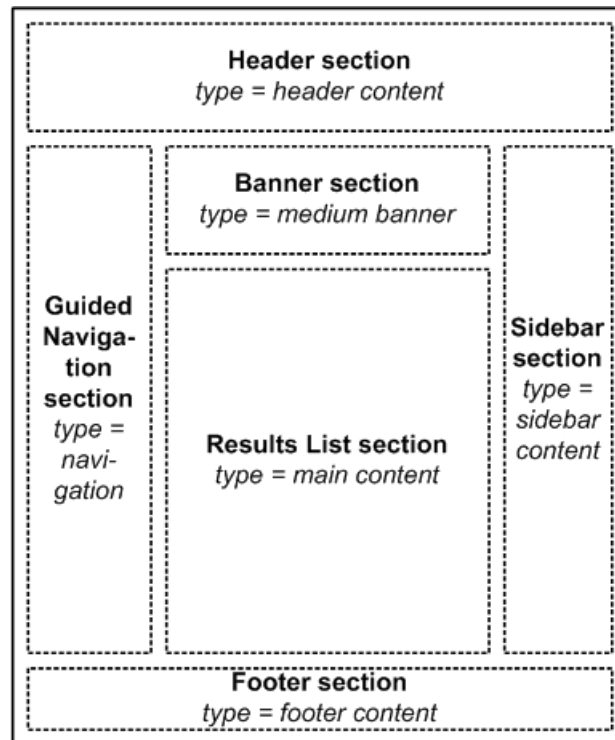 Header section
type = header content
Guided
Naviga-
tion
section
type =
navi-
gation
Banner section
type = medium banner
Results List section
type = main content
Sidebar
section
type =
sidebar
content
Footer section
type = footer content